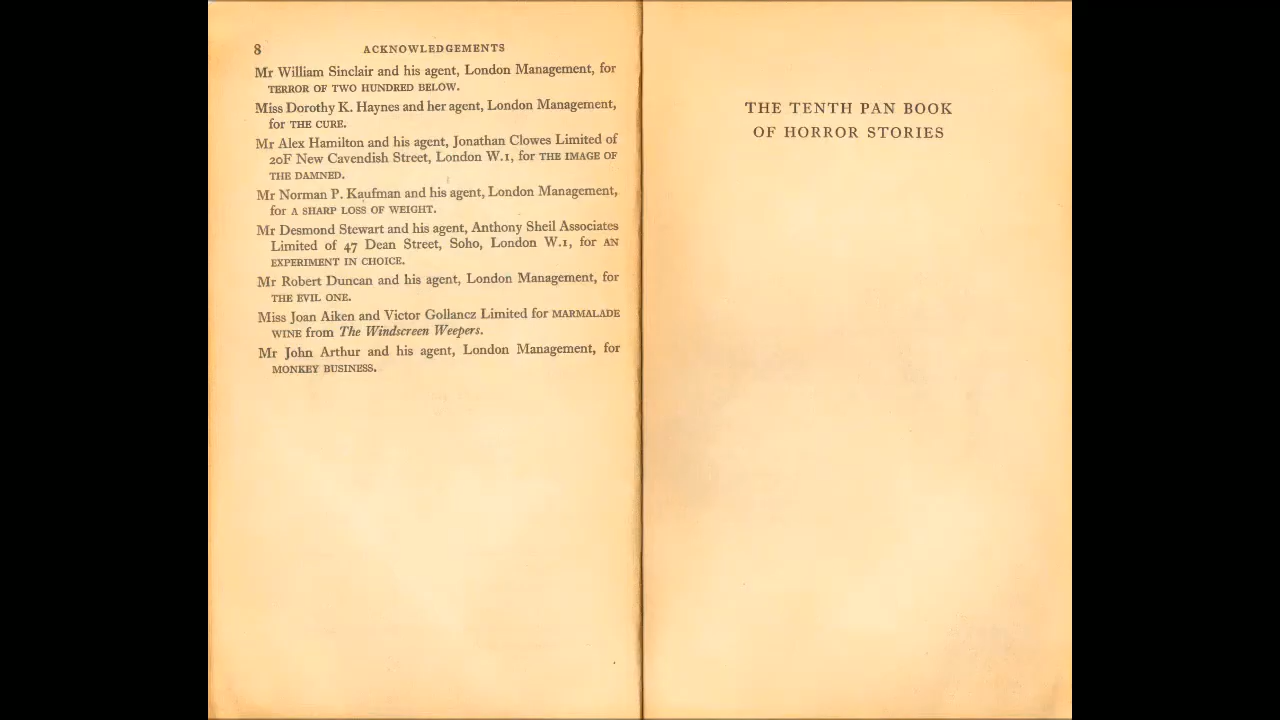 8 ACKNOWLEDGEMENTS
Mr William Sinclair and his agent, London Management, for
TERROR OF TWO HUNDRED BELOW.
Miss Dorothy K. Haynes and her agent, London Management,
for THE CURE.
Mr Alex Hamilton and his agent, Jonathan Clowes Limited of
20F New Cavendish Street, London W.1, for THE IMAGE OF
THE DAMNED.
Mr Norman P. Kaufman and his agent, London Management,
for A SHARP LOSS OF WEIGHT.
Mr Desmond Stewart and his agent, Anthony Sheil Associates
Limited of 47 Dean Street, Soho, London W.1, for AN
EXPERIMENT IN CHOICE.
Mr Robert Duncan and his agent, London Management, for
THE EVIL ONE.
Miss Joan Aiken and Victor Gollancz Limited for MARMALADE
WINE from The Windscreen Weepers.
Mr John Arthur and his agent, London Management, for
MONKEY BUSINESS.
THE TENTH PAN BOOK
OF HORROR STORIES